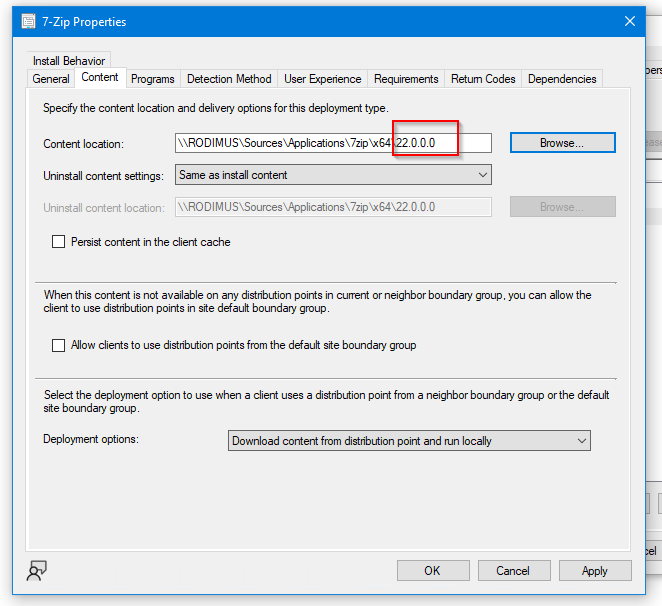 7-Zip Properties
Install Behavior
General Content Programs Detection Method User Experience Requirements Return Codes Dependencies
Specify the content location and delivery options for this deployment type.
Content location: \\RODIMUS\Sources\Applications\7zip\x64\22.0.0.0 Browse...
Uninstall content settings: Same as install content
Uninstall content location: \\RODIMUS\Sources\Applications\7zip\x64\22.0.0.0 Browse...
Persist content in the client cache
When this content is not available on any distribution points in current or neighbor boundary group, you can allow the
client to use distribution points in site default boundary group.
Allow clients to use distribution points from the default site boundary group
Select the deployment option to use when a client uses a distribution point from a neighbor boundary group or the default
site boundary group.
Deployment options: Download content from distribution point and run locally
OK Cancel Apply